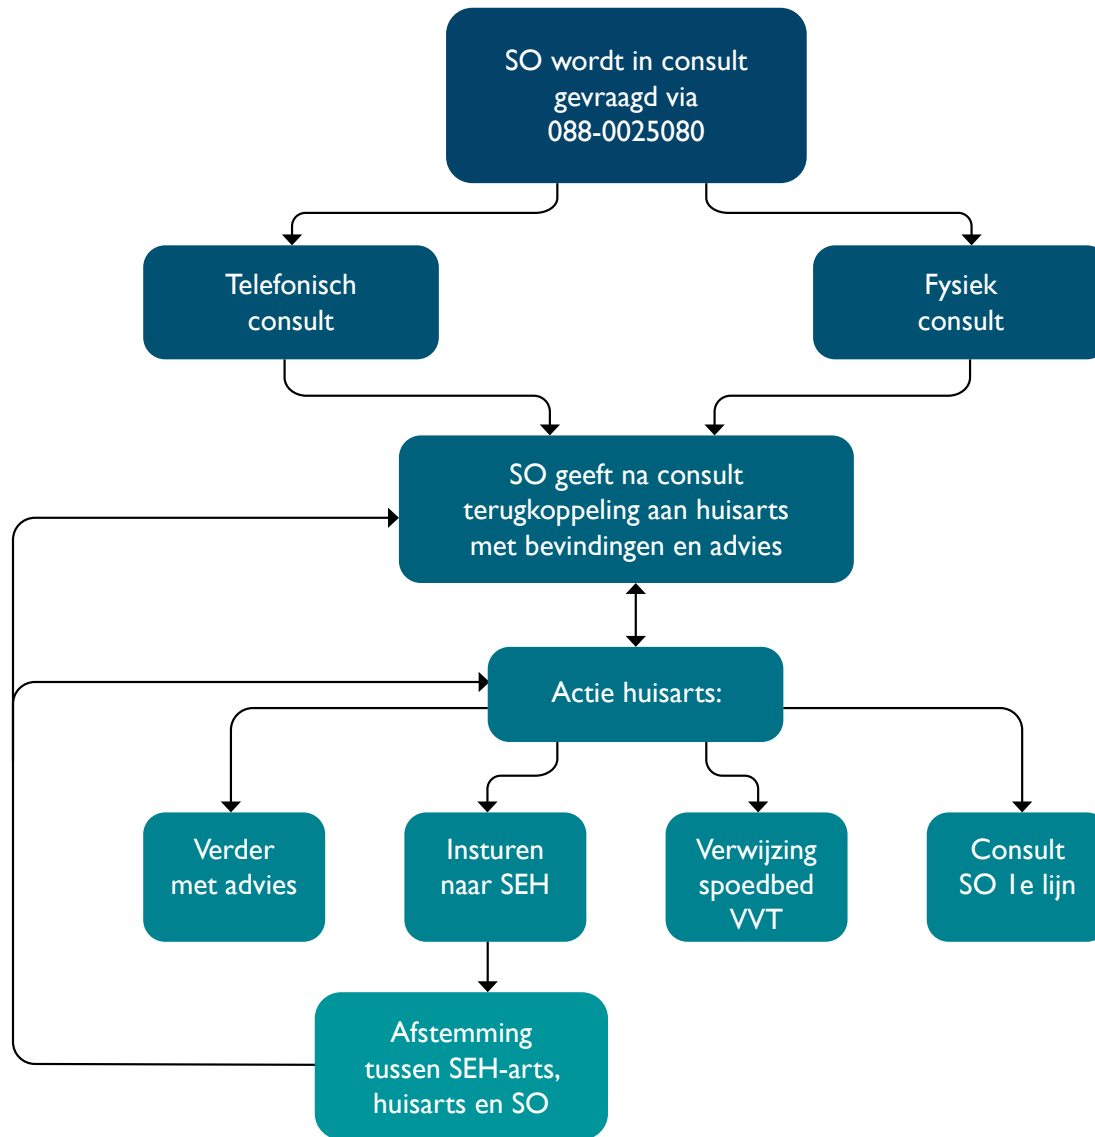 SO wordt in consult
gevraagd via
088-0025080
Telefonisch
consult
Fysiek
consult
SO geeft na consult
terugkoppeling aan huisarts
met bevindingen en advies
Actie huisarts:
Verder
met advies
Insturen
naar SEH
Verwijzing
spoedbed
VVT
Consult
SO 1e lijn
Afstemming
tussen SEH-arts,
huisarts en SO